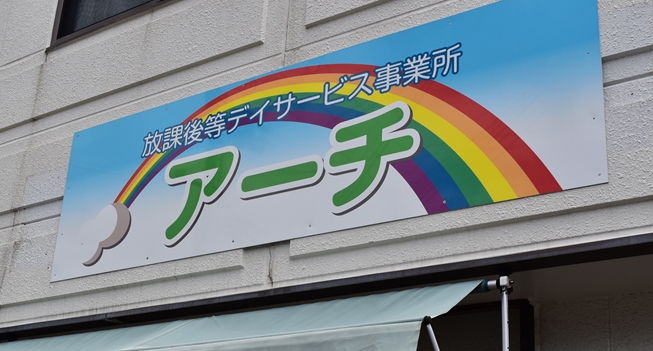 放課後等デイサービス事業所
アーチ